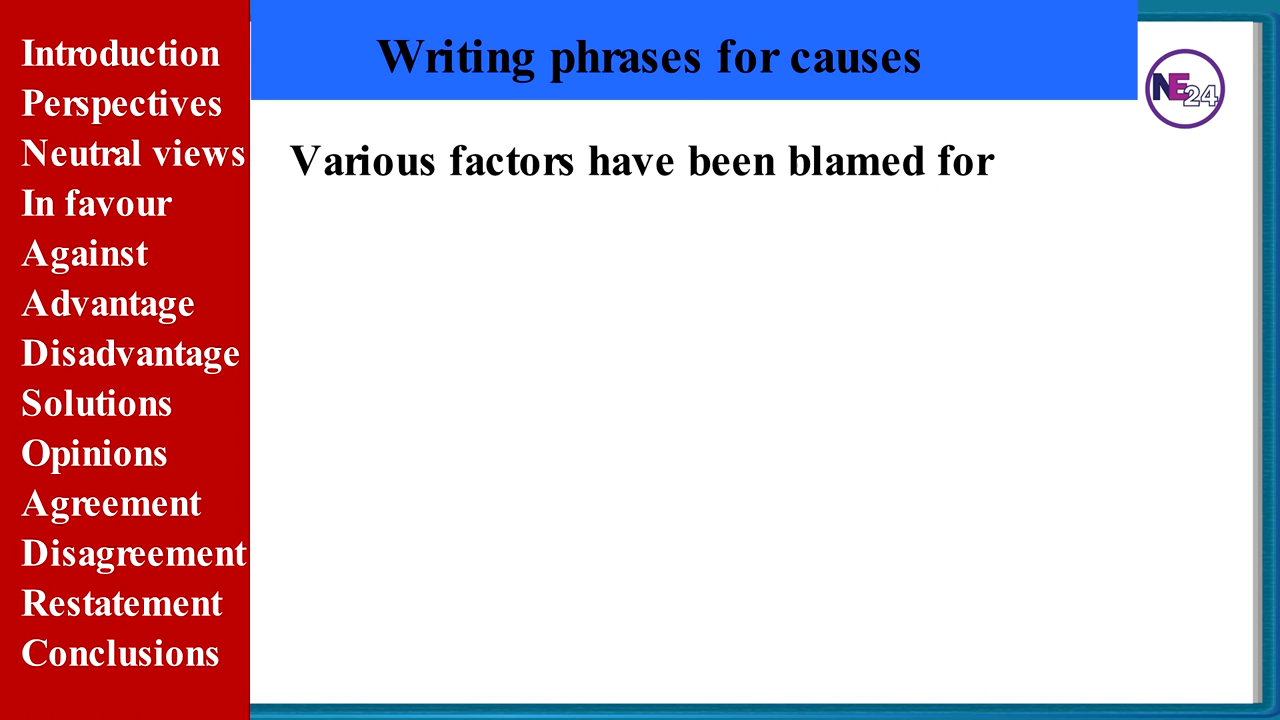 Introduction
Perspectives
Neutral views
In favour
Against
Advantage
Disadvantage
Solutions
Opinions
Agreement
Disagreement
Restatement
Conclusions
Writing phrases for causes
NE24
Various factors have been blamed for